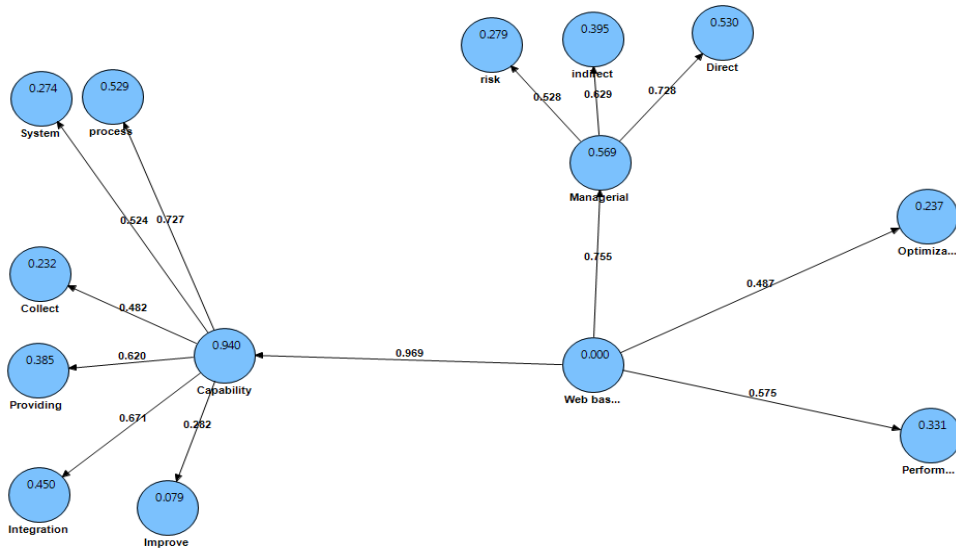 0.530
Direct
0.395
indirect
0.279
risk
0.274
System
0.529
process
0.528
0.629
0.728
0.569
Managerial
0.237
Optimiza...
0.524
0.727
0.755
0.487
0.232
Collect
0.482
0.385
Providing
0.620
0.940
Capability
0.969
0.000
Web bas...
0.575
0.331
Perform...
0.671
0.282
0.450
Integration
0.079
Improve